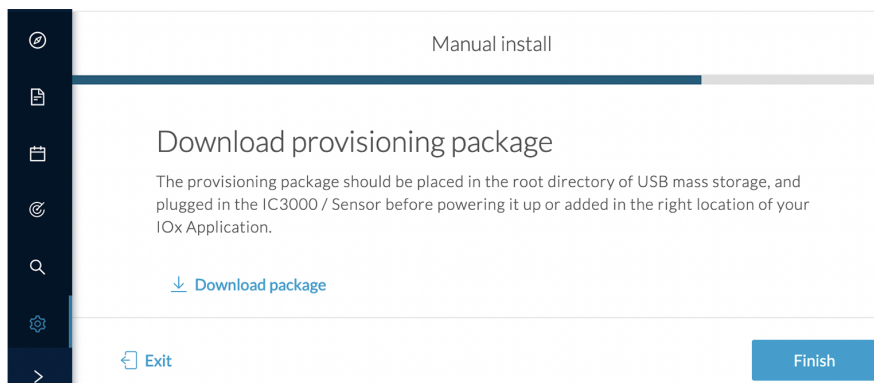 Manual install
Download provisioning package
The provisioning package should be placed in the root directory of USB mass storage, and
plugged in the IC3000 / Sensor before powering it up or added in the right location of your
IOx Application.
Download package
Exit
Finish